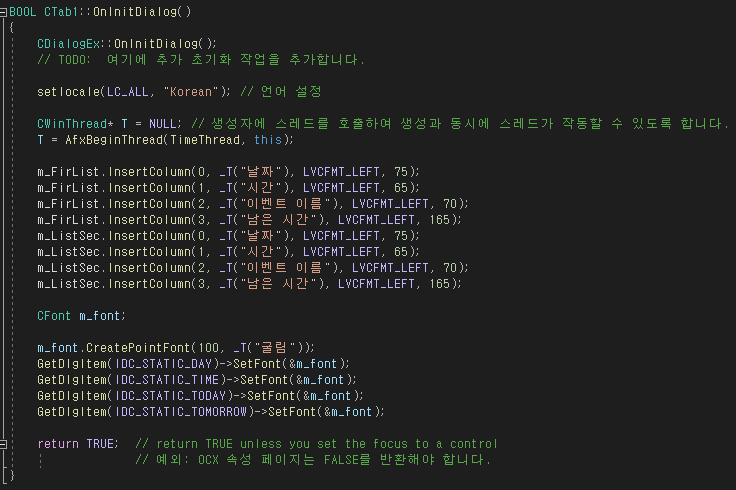 BOOL CTab1::OnInitDialog()
{
CDialogEx::OnInitDialog();
// TODO:  여기에 추가 초기화 작업을 추가합니다.
setlocale(LC_ALL, "Korean"); // 언어 설정
CWinThread* T = NULL; // 생성자에 스레드를 호출하여 생성과 동시에 스레드가 작동할 수 있도록 합니다.
T = AfxBeginThread(TimeThread, this);
m_FirList.InsertColumn(0, _T("날짜"), LVCFMT_LEFT, 75);
m_FirList.InsertColumn(1, _T("시간"), LVCFMT_LEFT, 65);
m_FirList.InsertColumn(2, _T("이벤트 이름"), LVCFMT_LEFT, 70);
m_FirList.InsertColumn(3, _T("남은 시간"), LVCFMT_LEFT, 165);
m_ListSec.InsertColumn(0, _T("날짜"), LVCFMT_LEFT, 75);
m_ListSec.InsertColumn(1, _T("시간"), LVCFMT_LEFT, 65);
m_ListSec.InsertColumn(2, _T("이벤트 이름"), LVCFMT_LEFT, 70);
m_ListSec.InsertColumn(3, _T("남은 시간"), LVCFMT_LEFT, 165);
CFont m_font;
m_font.CreatePointFont(100, _T("굴림"));
GetDlgItem(IDC_STATIC_DAY)->SetFont(&m_font);
GetDlgItem(IDC_STATIC_TIME)->SetFont(&m_font);
GetDlgItem(IDC_STATIC_TODAY)->SetFont(&m_font);
GetDlgItem(IDC_STATIC_TOMORROW)->SetFont(&m_font);
return TRUE;  // return TRUE unless you set the focus to a control
// 예외: OCX 속성 페이지는 FALSE를 반환해야 합니다.
}